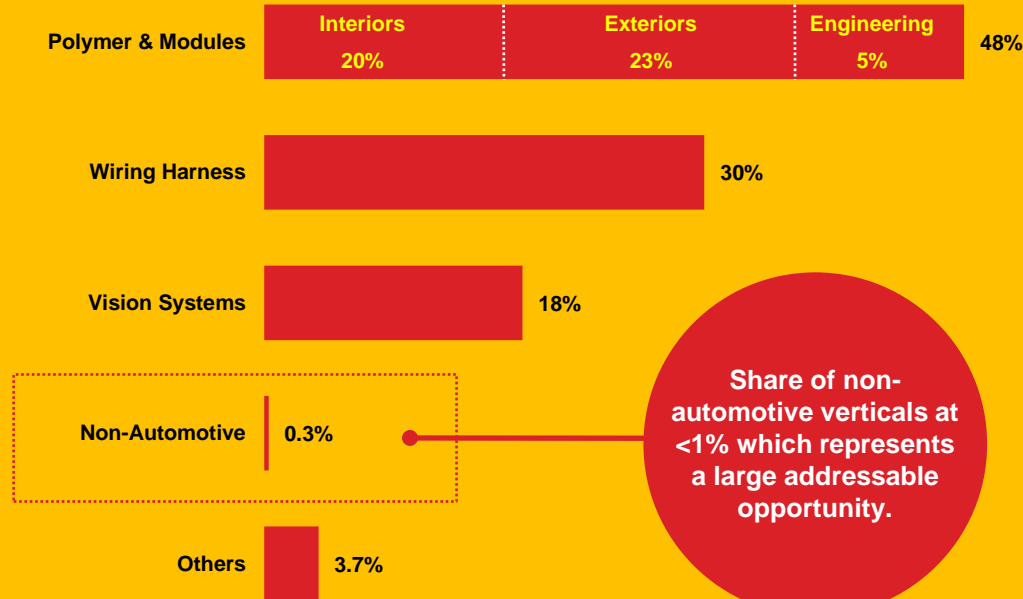 Interiors
Exteriors
Engineering
Polymer & Modules
48%
20%
23%
5%
Wiring Harness
30%
Vision Systems
18%
Non-Automotive
0.3%
Share of non-
automotive verticals at
<1% which represents
a large addressable
opportunity.
Others
3.7%